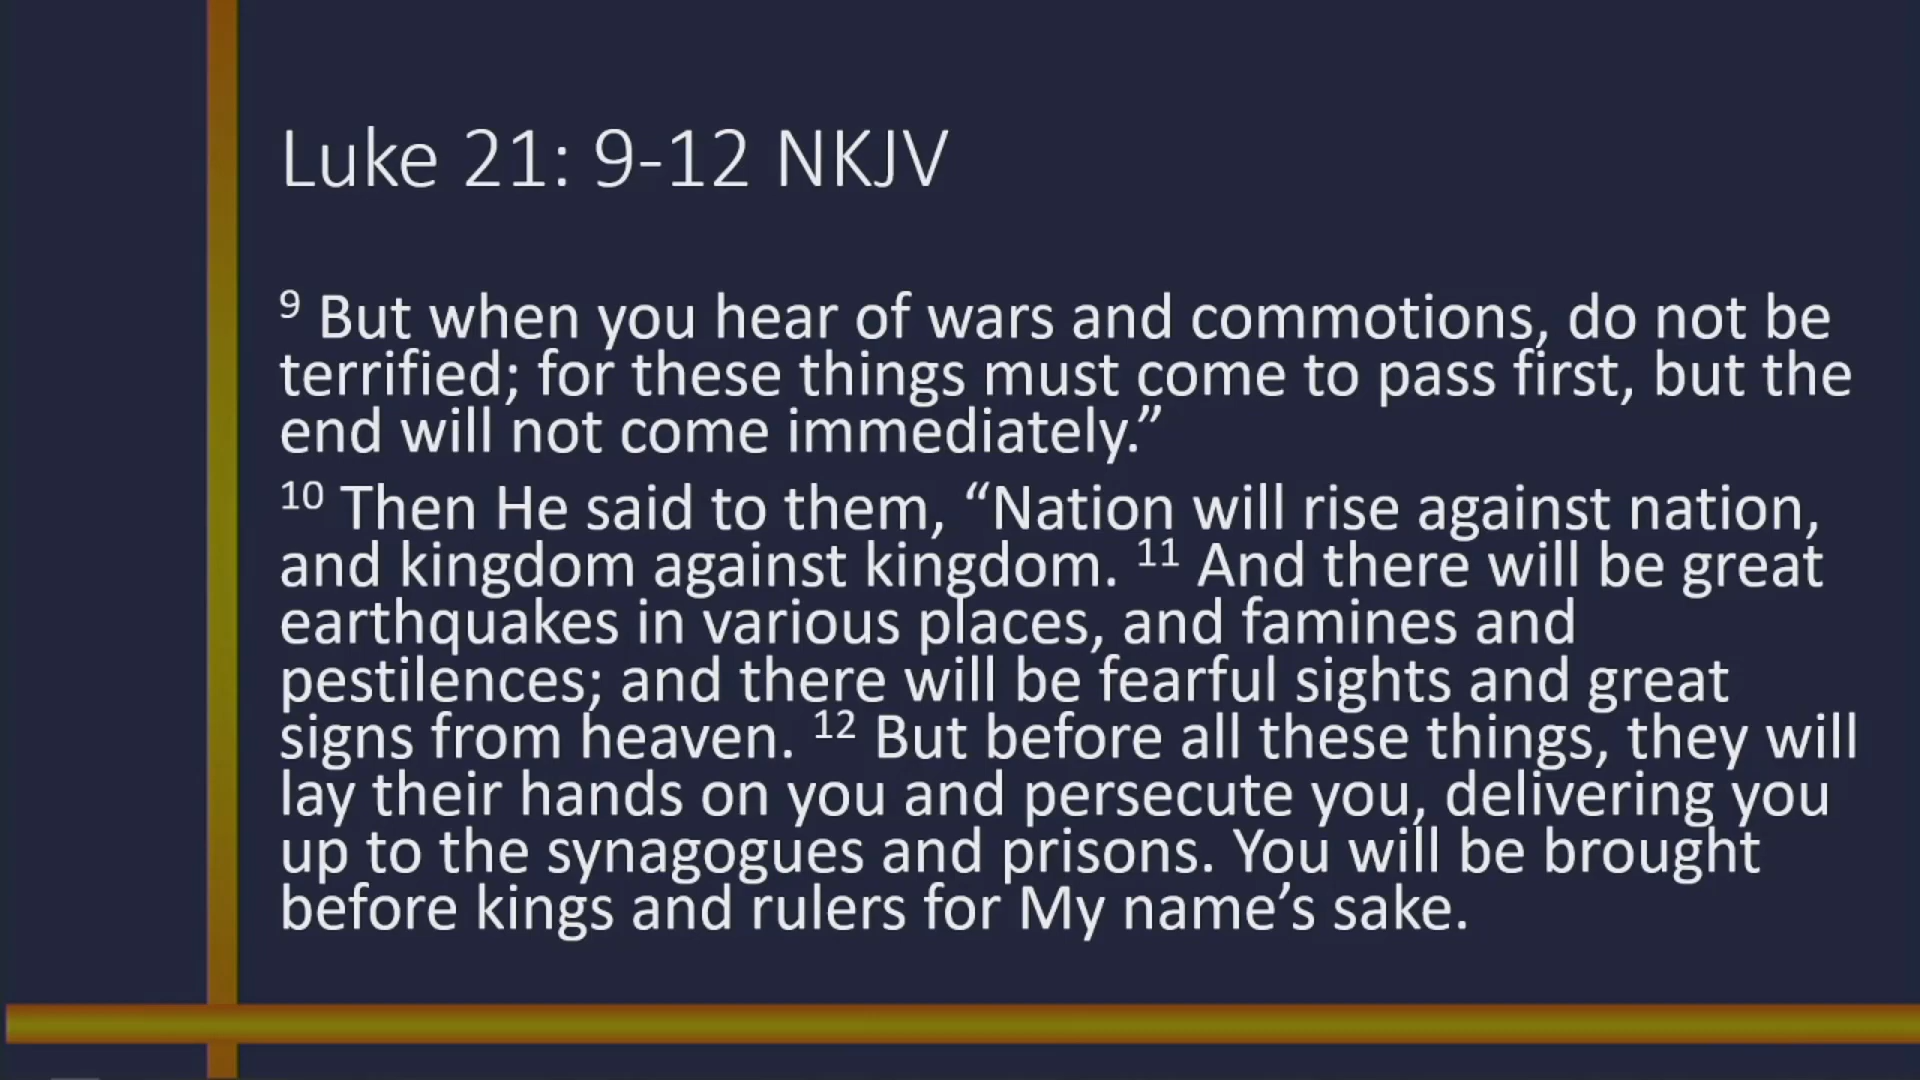 Luke 21: 9-12 NKJV
9 But when you hear of wars and commotions, do not be
terrified; for these things must come to pass first, but the
end will not come immediately.”
10 Then He said to them, “Nation will rise against nation,
and kingdom against kingdom. 11 And there will be great
earthquakes in various places, and famines and
pestilences; and there will be fearful sights and great
signs from heaven. 12 But before all these things, they will
lay their hands on you and persecute you, delivering you
up to the synagogues and prisons. You will be brought
before kings and rulers for My name’s sake.